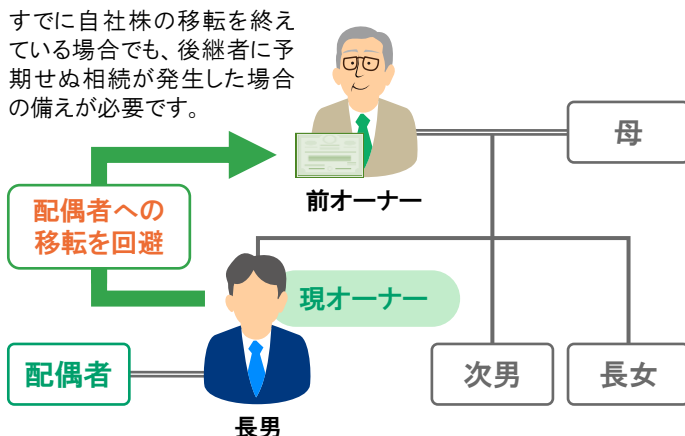 すでに自社株の移転を終え
ている場合でも、後継者に予
期せぬ相続が発生した場合
の備えが必要です。
母
前オーナー
配偶者への
移転を回避
現オーナー
配偶者
次男
長女
長男